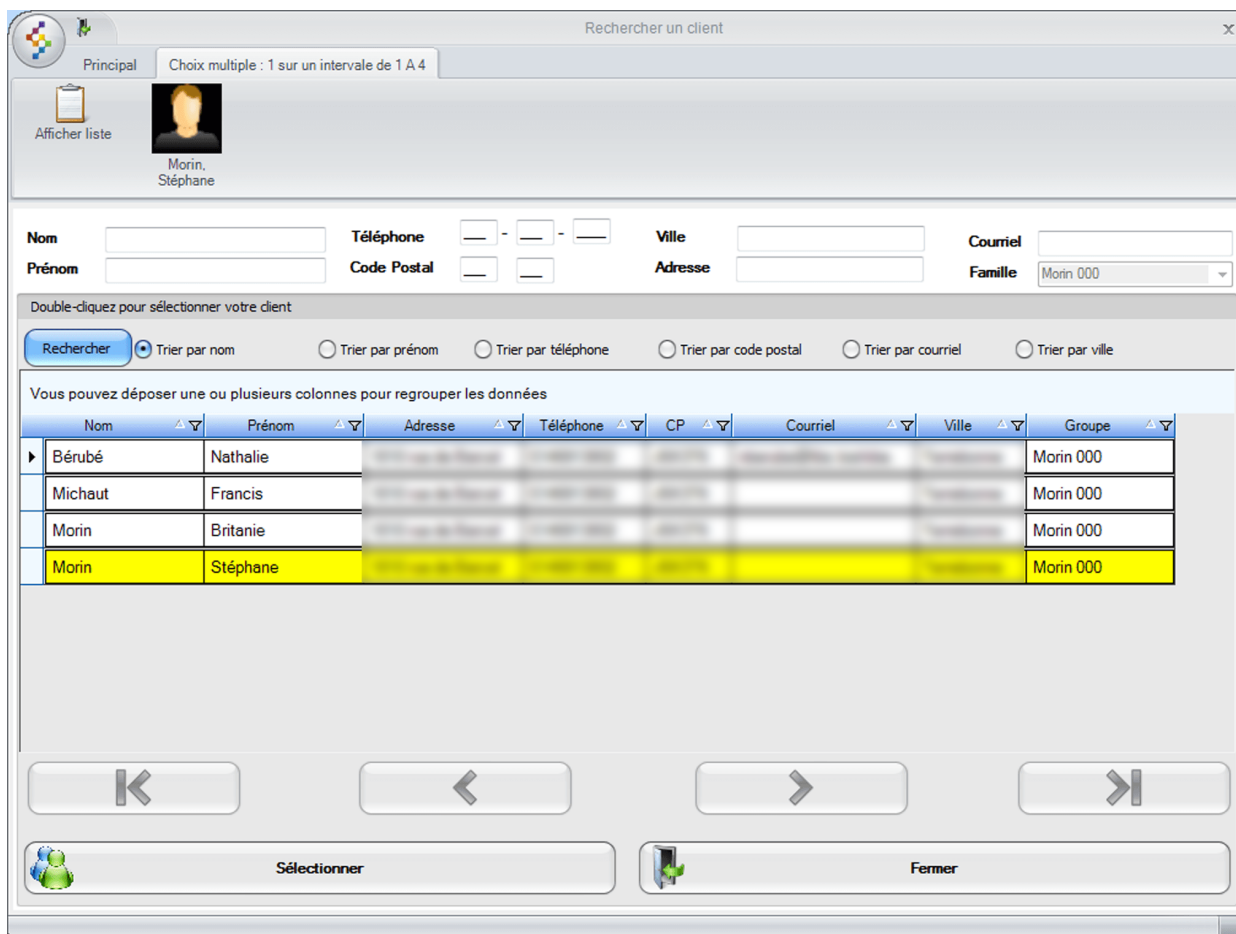 Rechercher un client x
Principal Choix multiple : 1 sur un intervale de 1 A 4
Afficher liste
Morin,
Stéphane
Nom Téléphone - - Ville Courriel
Prénom Code Postal Adresse Famille Morin 000
Double-cliquez pour sélectionner votre client
Rechercher Trier par nom Trier par prénom Trier par téléphone Trier par code postal Trier par courriel Trier par ville
Vous pouvez déposer une ou plusieurs colonnes pour regrouper les données
Nom Prénom Adresse Téléphone CP Courriel Ville Groupe
Bérubé Nathalie Morin 000
Michaut Francis Morin 000
Morin Britanie Morin 000
Morin Stéphane Morin 000
Sélectionner Fermer